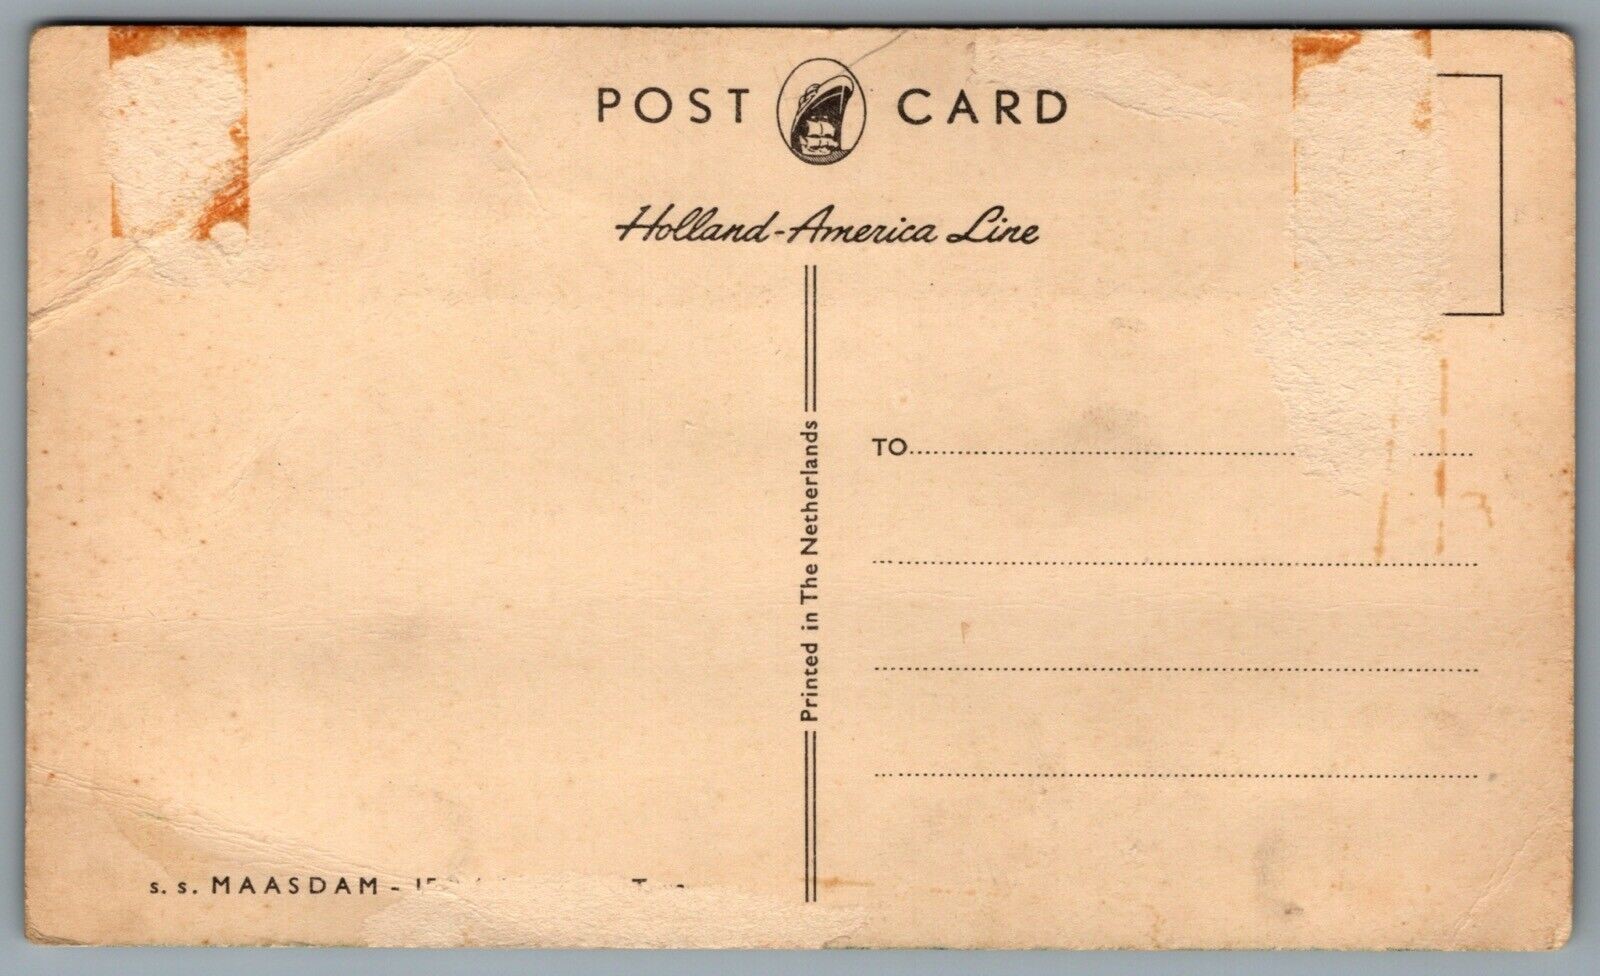 POST CARD
Holland-America Line
Printed in The Netherlands
TO
s. s. MAASDAM -